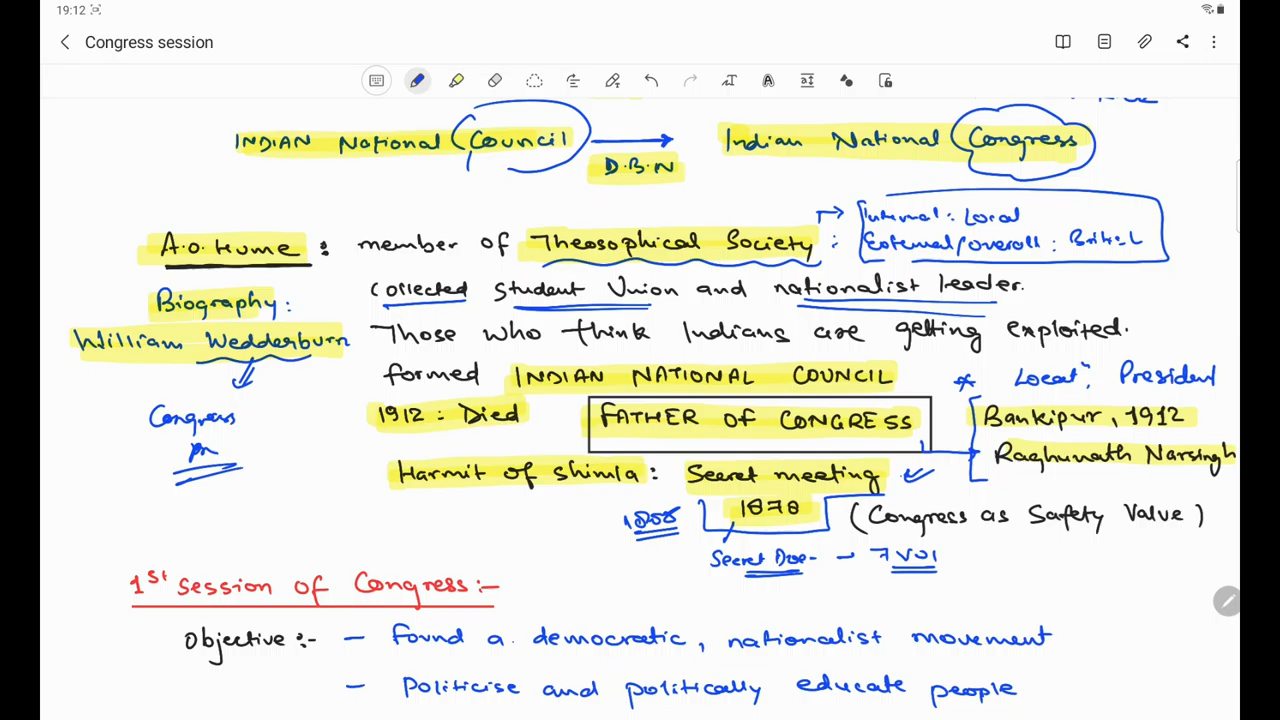 19:12
Congress session
INDIAN National Council → Indian National Congress
D.B.N
Internal: Local
External/overall: British
A.O. Hume : member of Theosophical Society :
Biography: collected student Union and nationalist leader.
William Wedderburn Those who think Indians are getting exploited.
formed INDIAN NATIONAL COUNCIL
* Local: President
Congress
1912 : Died FATHER OF CONGRESS Bankipur, 1912
Raghunath Narsingh
Harmit of shimla : Secret meeting
1878 (Congress as Safety Value)
Secret - 7 Vol
1st Session of Congress :-
Objective :- - found a democratic, nationalist movement
- Politicise and politically educate people